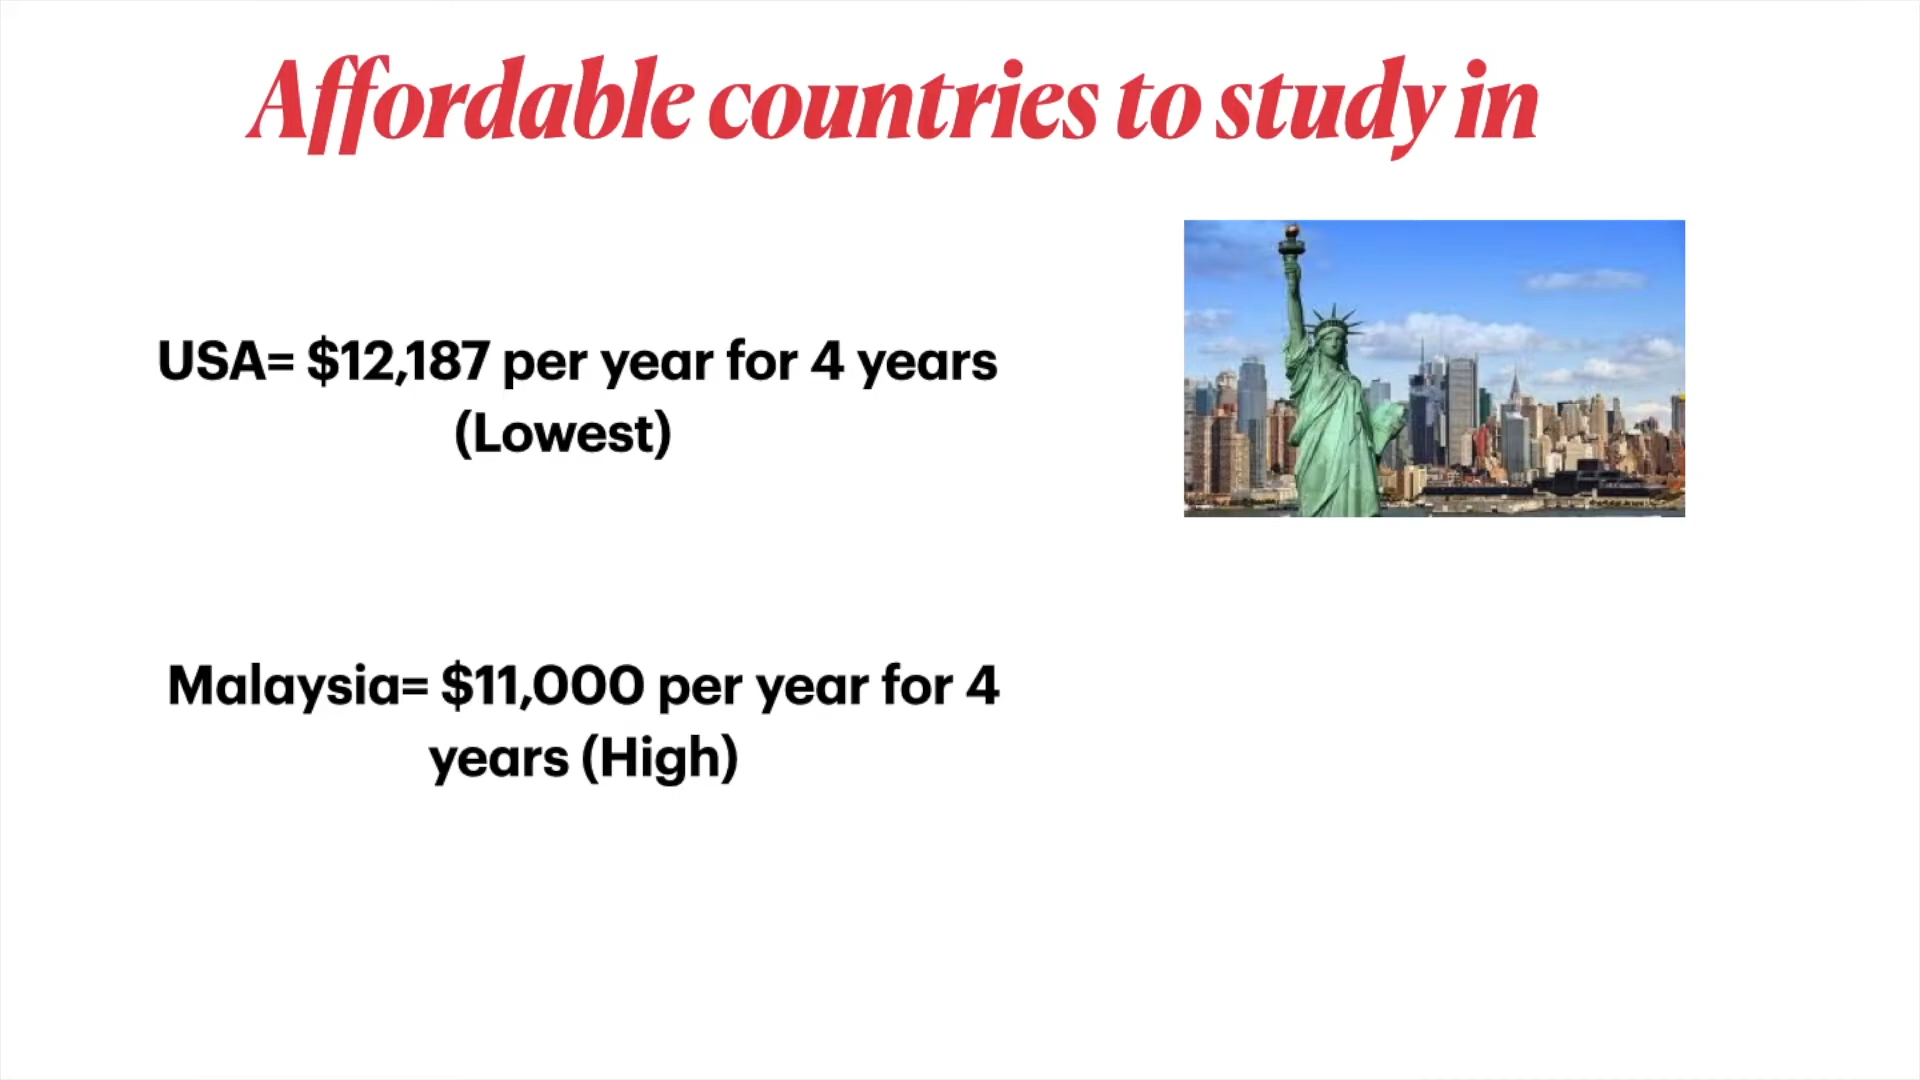 Affordable countries to study in
USA= $12,187 per year for 4 years
(Lowest)
Malaysia= $11,000 per year for 4
years (High)